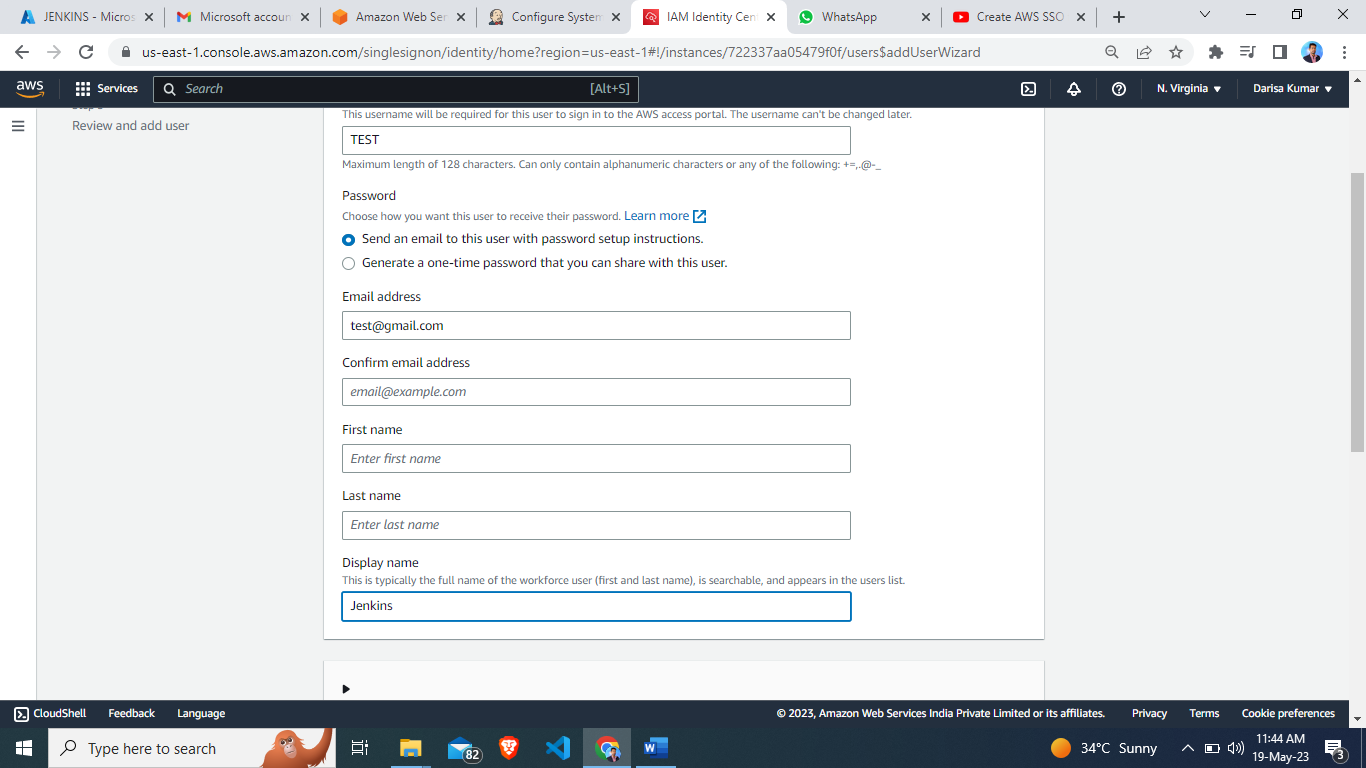 JENKINS - Micros
Microsoft accoun
Amazon Web Ser
Configure System
IAM Identity Cen
WhatsApp
Create AWS SSO
us-east-1.console.aws.amazon.com/singlesignon/identity/home?region=us-east-1#!/instances/722337aa05479f0f/users$addUserWizard
aws
Services
Search
[Alt+S]
N. Virginia
Darisa Kumar
Review and add user
This username will be required for this user to sign in to the AWS access portal. The username can't be changed later.
TEST
Maximum length of 128 characters. Can only contain alphanumeric characters or any of the following: +=,.@-_
Password
Choose how you want this user to receive their password. Learn more
Send an email to this user with password setup instructions.
Generate a one-time password that you can share with this user.
Email address
test@gmail.com
Confirm email address
email@example.com
First name
Enter first name
Last name
Enter last name
Display name
This is typically the full name of the workforce user (first and last name), is searchable, and appears in the users list.
Jenkins
CloudShell
Feedback
Language
© 2023, Amazon Web Services India Private Limited or its affiliates.
Privacy
Terms
Cookie preferences
Type here to search
82
34°C Sunny
11:44 AM
19-May-23
3